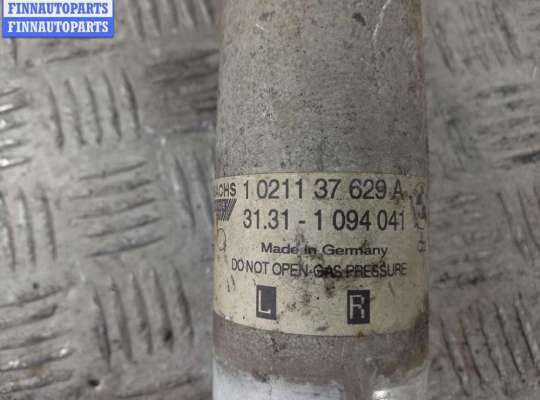 FINNAUTOPARTS
FINNAUTOPARTS
SACHS 1 0211 37 629 A
31.31 - 1 094 041
Made in Germany
DO NOT OPEN-GAS PRESSURE
L R